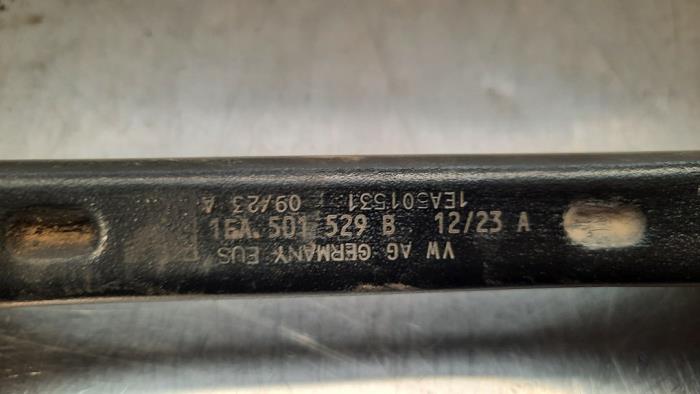 1EA501531 09/23 A
1EA.501 529 B 12/23 A
VW AG GERMANY EUS